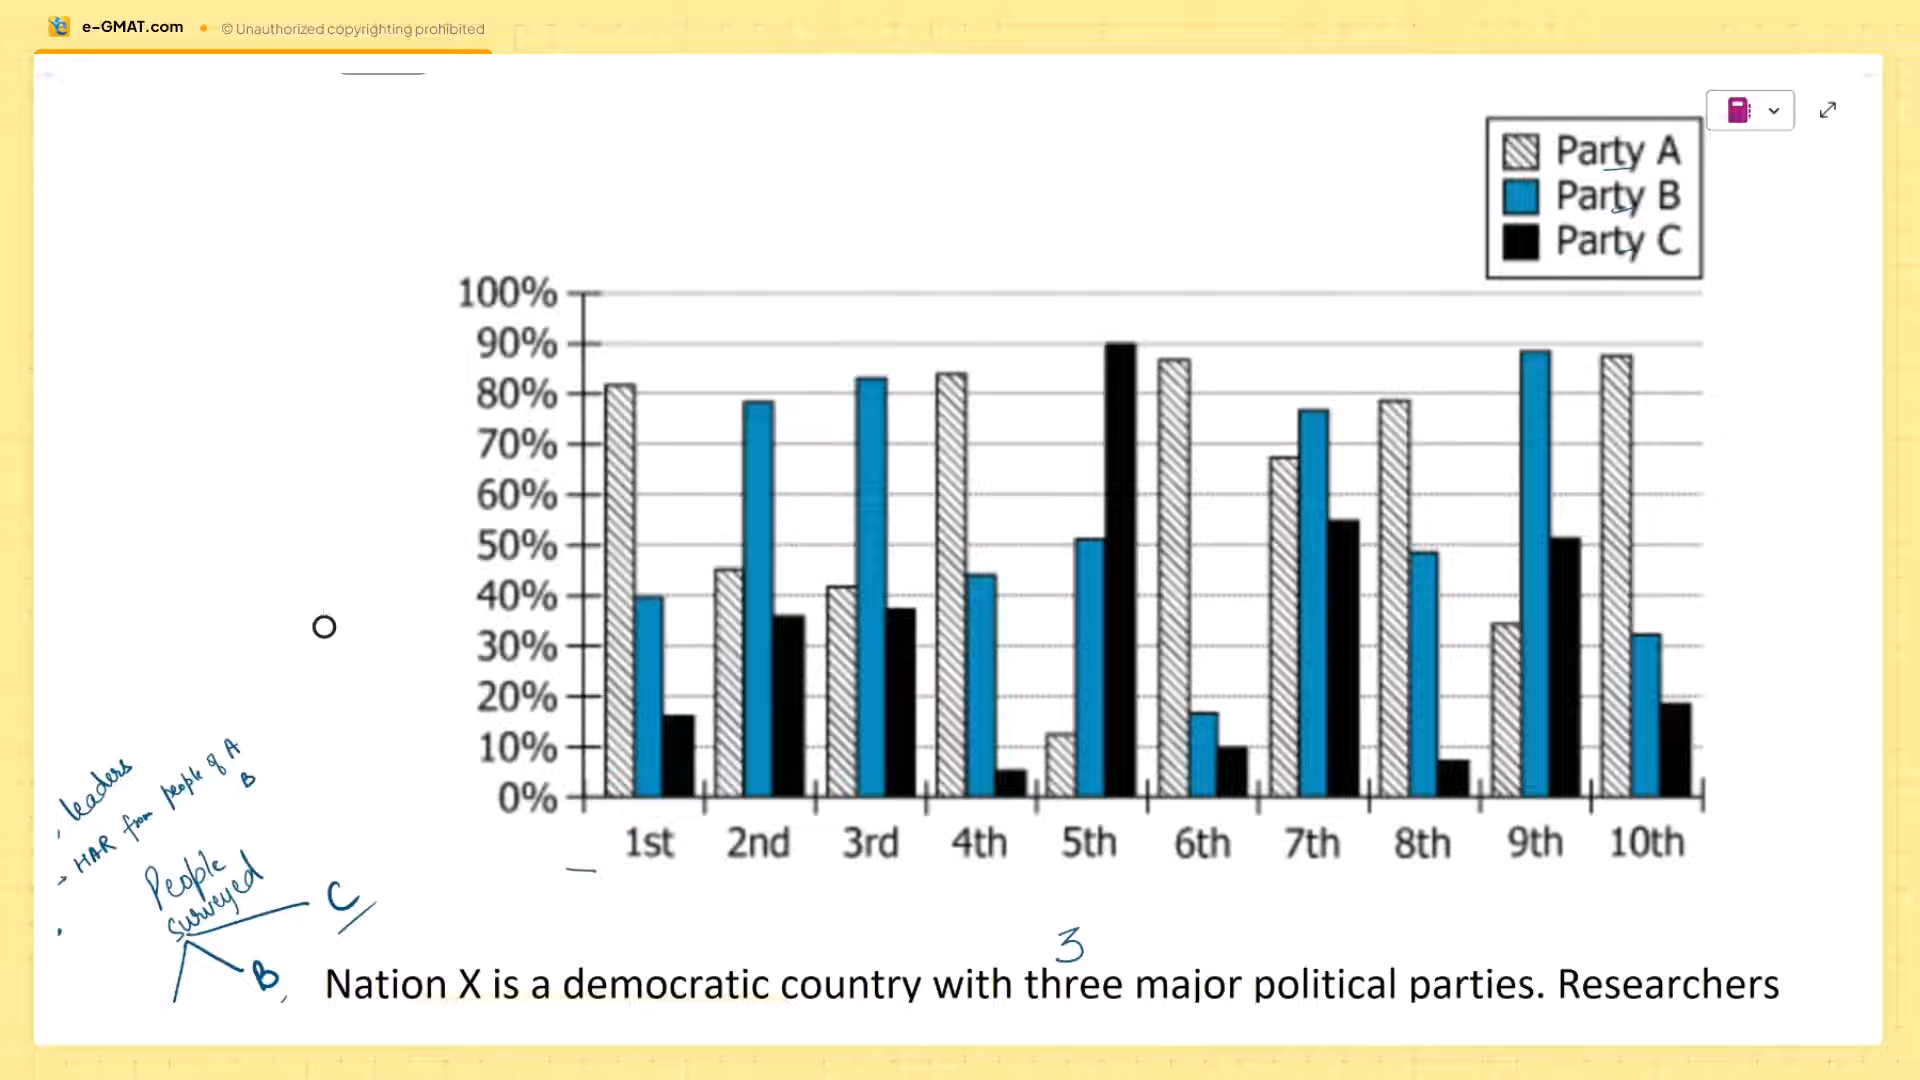 e-GMAT.com • © Unauthorized copyrighting prohibited
Party A
Party B
Party C
100%
90%
80%
70%
60%
50%
40%
30%
20%
10%
0%
1st 2nd 3rd 4th 5th 6th 7th 8th 9th 10th
leaders
HAR from people of A
B
People
surveyed
C
B
3
Nation X is a democratic country with three major political parties. Researchers